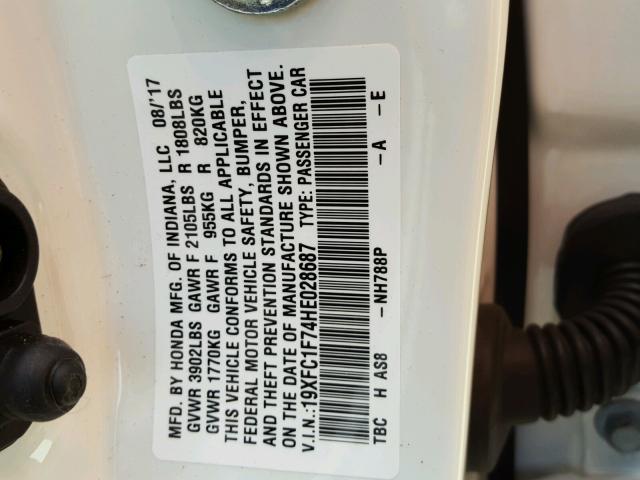 MFD. BY HONDA MFG. OF INDIANA, LLC 08/'17
GVWR 3902LBS GAWR F 2105LBS R 1808LBS
GVWR 1770KG GAWR F 955KG R 820KG
THIS VEHICLE CONFORMS TO ALL APPLICABLE
FEDERAL MOTOR VEHICLE SAFETY, BUMPER,
AND THEFT PREVENTION STANDARDS IN EFFECT
ON THE DATE OF MANUFACTURE SHOWN ABOVE.
V.I.N.:19XFC1F74HE028687 TYPE: PASSENGER CAR
TBC H AS8 -NH788P -A -E